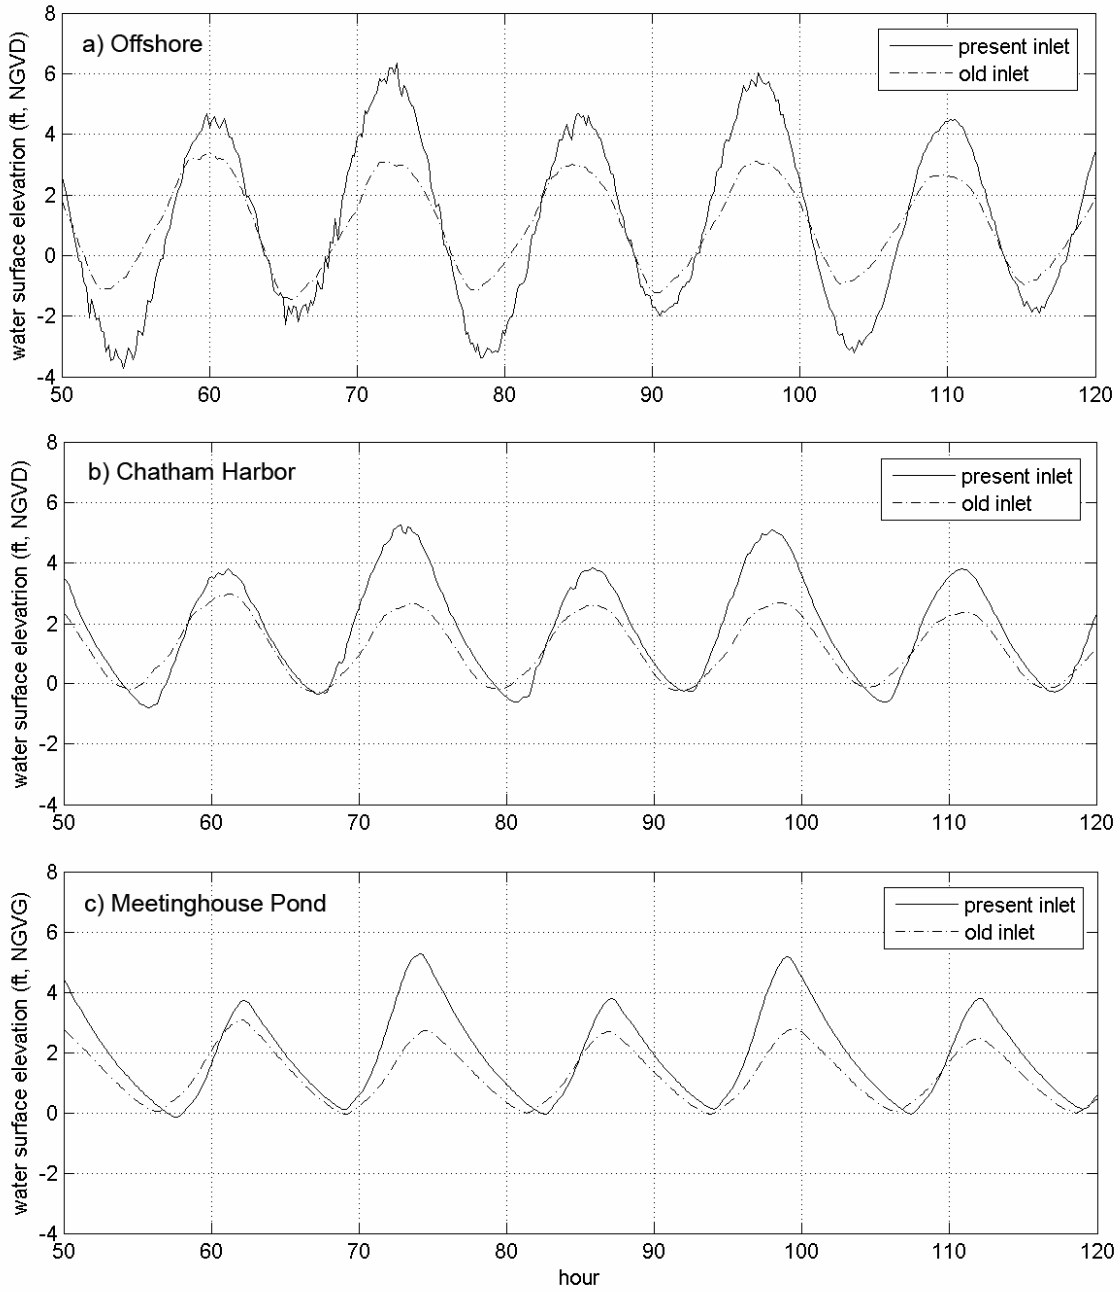 a) Offshore
present inlet
old inlet
water surface elevatrion (ft, NGVD)
8
6
4
2
0
-2
-4
50 60 70 80 90 100 110 120
b) Chatham Harbor
present inlet
old inlet
water surface elevatrion (ft, NGVD)
8
6
4
2
0
-2
-4
50 60 70 80 90 100 110 120
c) Meetinghouse Pond
present inlet
old inlet
water surface elevation (ft, NGVG)
8
6
4
2
0
-2
-4
50 60 70 80 90 100 110 120
hour